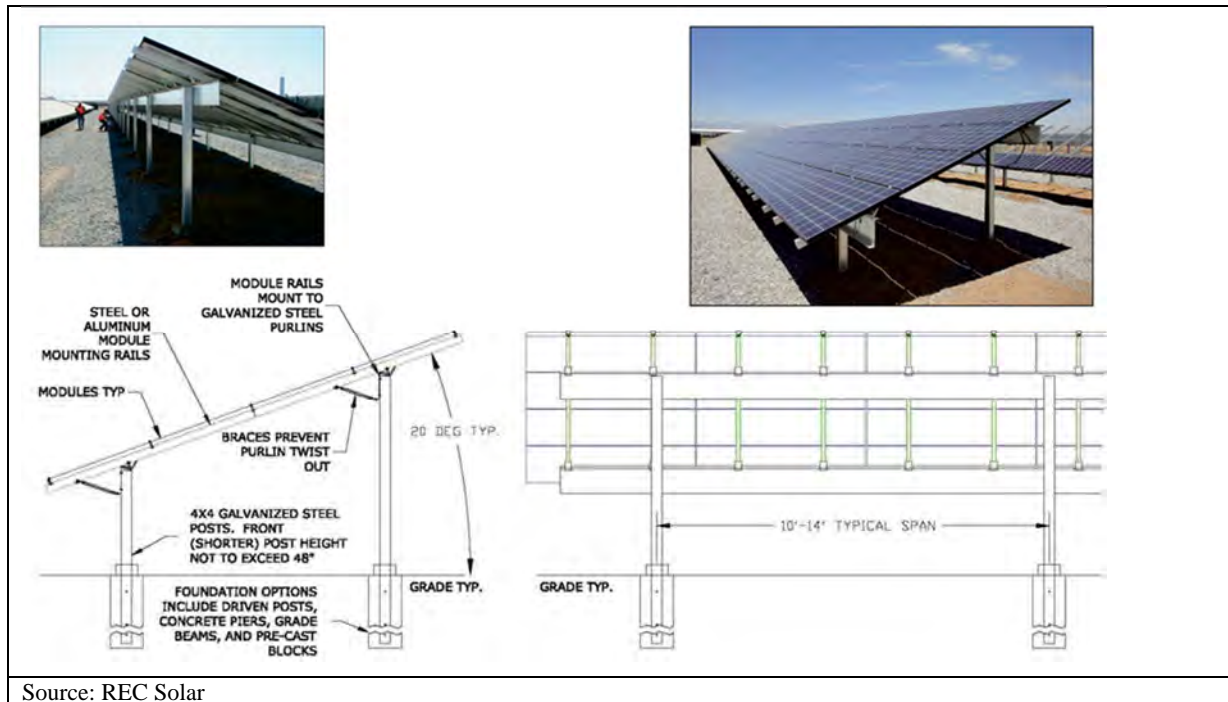 MODULE RAILS
MOUNT TO
GALVANIZED STEEL
PURLINS
STEEL OR
ALUMINUM
MODULE
MOUNTING RAILS
MODULES TYP
BRACES PREVENT
PURLIN TWIST
OUT
20 DEG TYP.
4X4 GALVANIZED STEEL
POSTS. FRONT
(SHORTER) POST HEIGHT
NOT TO EXCEED 48"
GRADE TYP.
FOUNDATION OPTIONS
INCLUDE DRIVEN POSTS,
CONCRETE PIERS, GRADE
BEAMS, AND PRE-CAST
BLOCKS
10'-14' TYPICAL SPAN
GRADE TYP.
Source: REC Solar